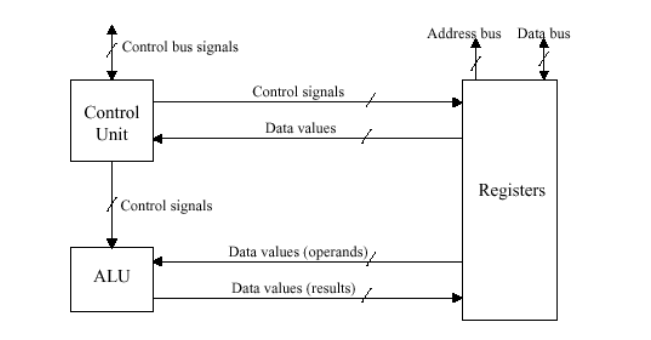 Address bus
Data bus
Control bus signals
Control signals
Control
Unit
Data values
Registers
Control signals
Data values (operands)
ALU
Data values (results)